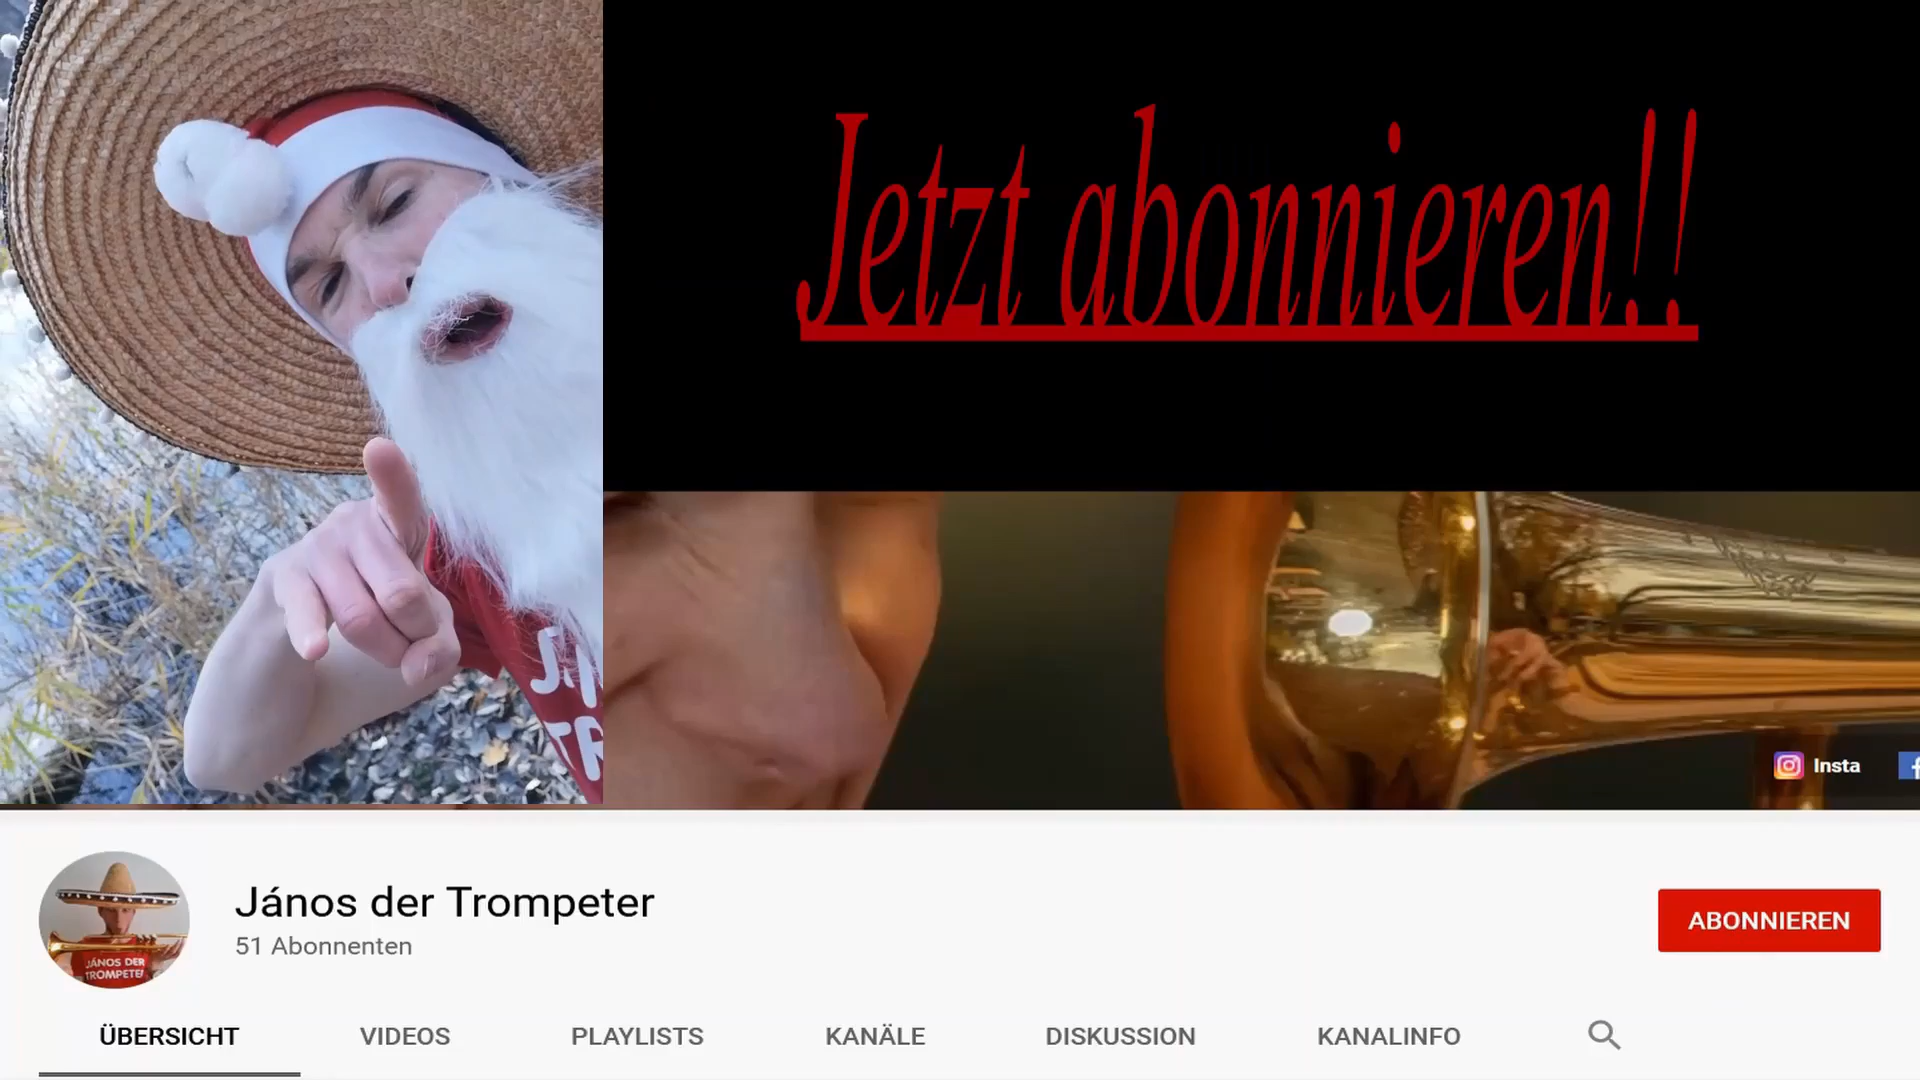 Jetzt abonnieren!!
Insta
János der Trompeter
51 Abonnenten
ABONNIEREN
JÁNOS DER
TROMPETER
ÜBERSICHT
VIDEOS
PLAYLISTS
KANÄLE
DISKUSSION
KANALINFO